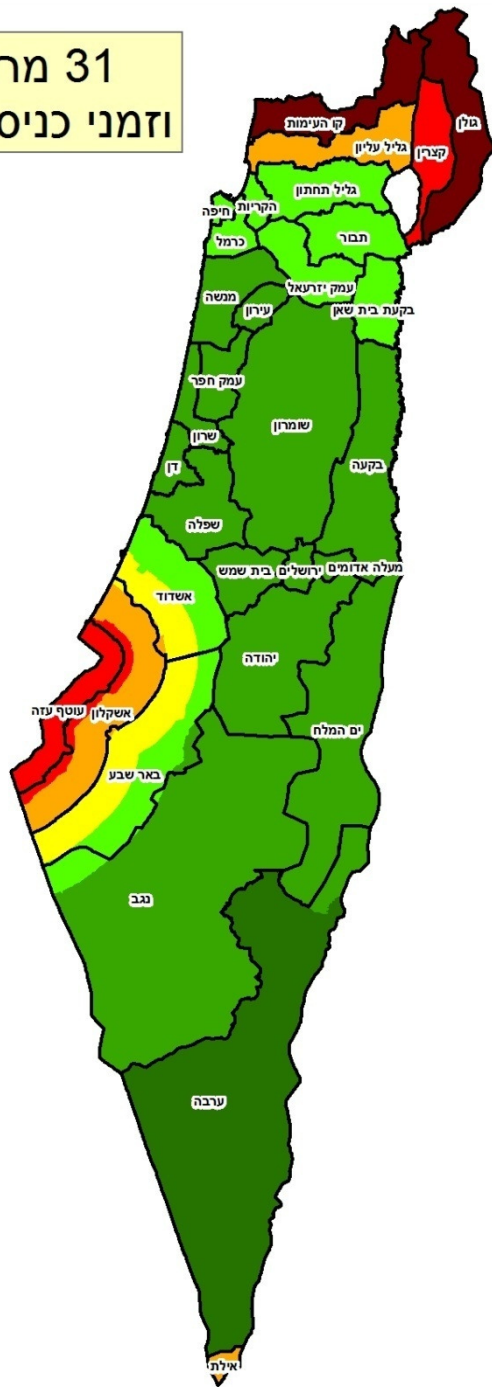 31 מר
וזמני כניס
גולן
קו העימות
קצרין
גליל עליון
גליל תחתון
הקריות
חיפה
תבור
כרמל
עמק יזרעאל
מנשה
בקעת בית שאן
עירון
עמק חפר
שומרון
שרון
דן
בקעה
שפלה
מעלה אדומים
ירושלים
בית שמש
אשדוד
יהודה
עוטף עזה
אשקלון
ים המלח
באר שבע
נגב
ערבה
אילת